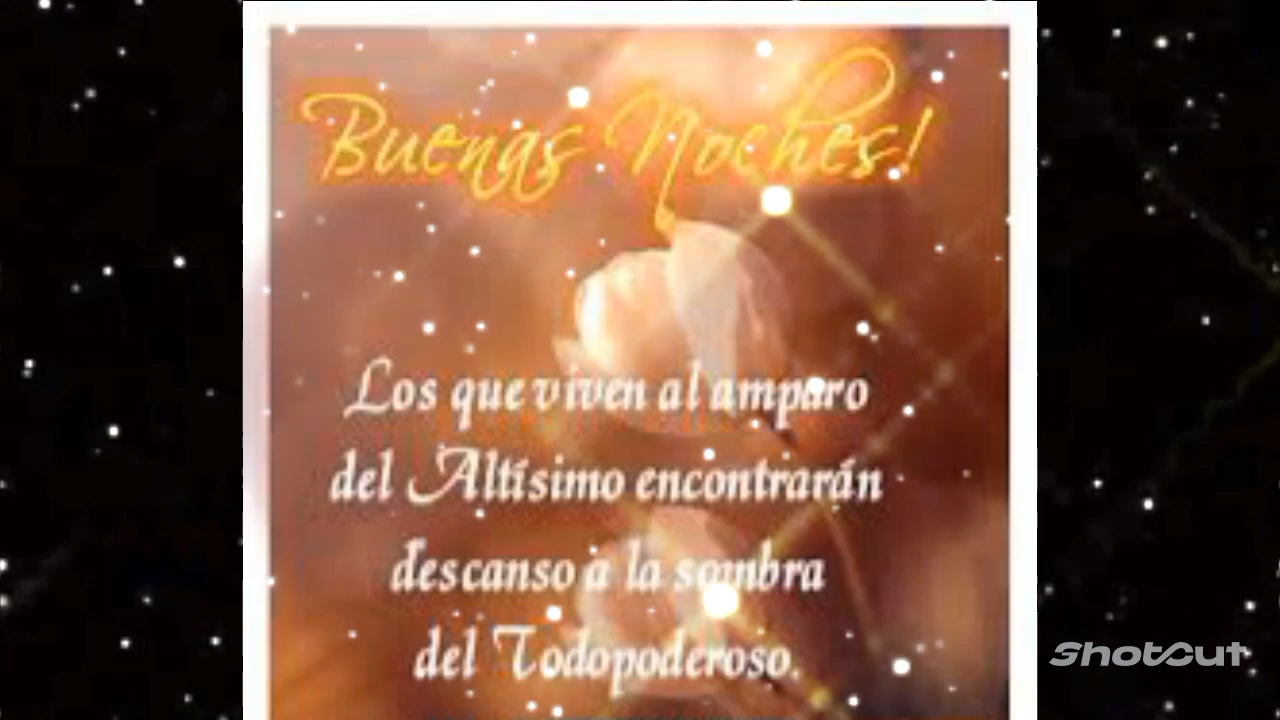 Buenas Noches!
Los que viven al amparo
del Altísimo encontrarán
descanso a la sombra
del Todopoderoso.
ShotCut